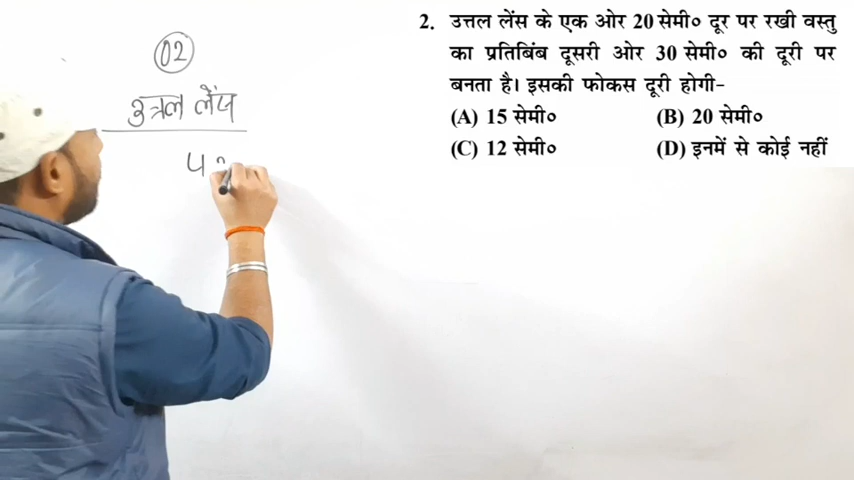 02
उत्तल लेंस
u =
2. उत्तल लेंस के एक ओर 20 सेमी० दूर पर रखी वस्तु
का प्रतिबिंब दूसरी ओर 30 सेमी० की दूरी पर
बनता है। इसकी फोकस दूरी होगी-
(A) 15 सेमी० (B) 20 सेमी०
(C) 12 सेमी० (D) इनमें से कोई नहीं